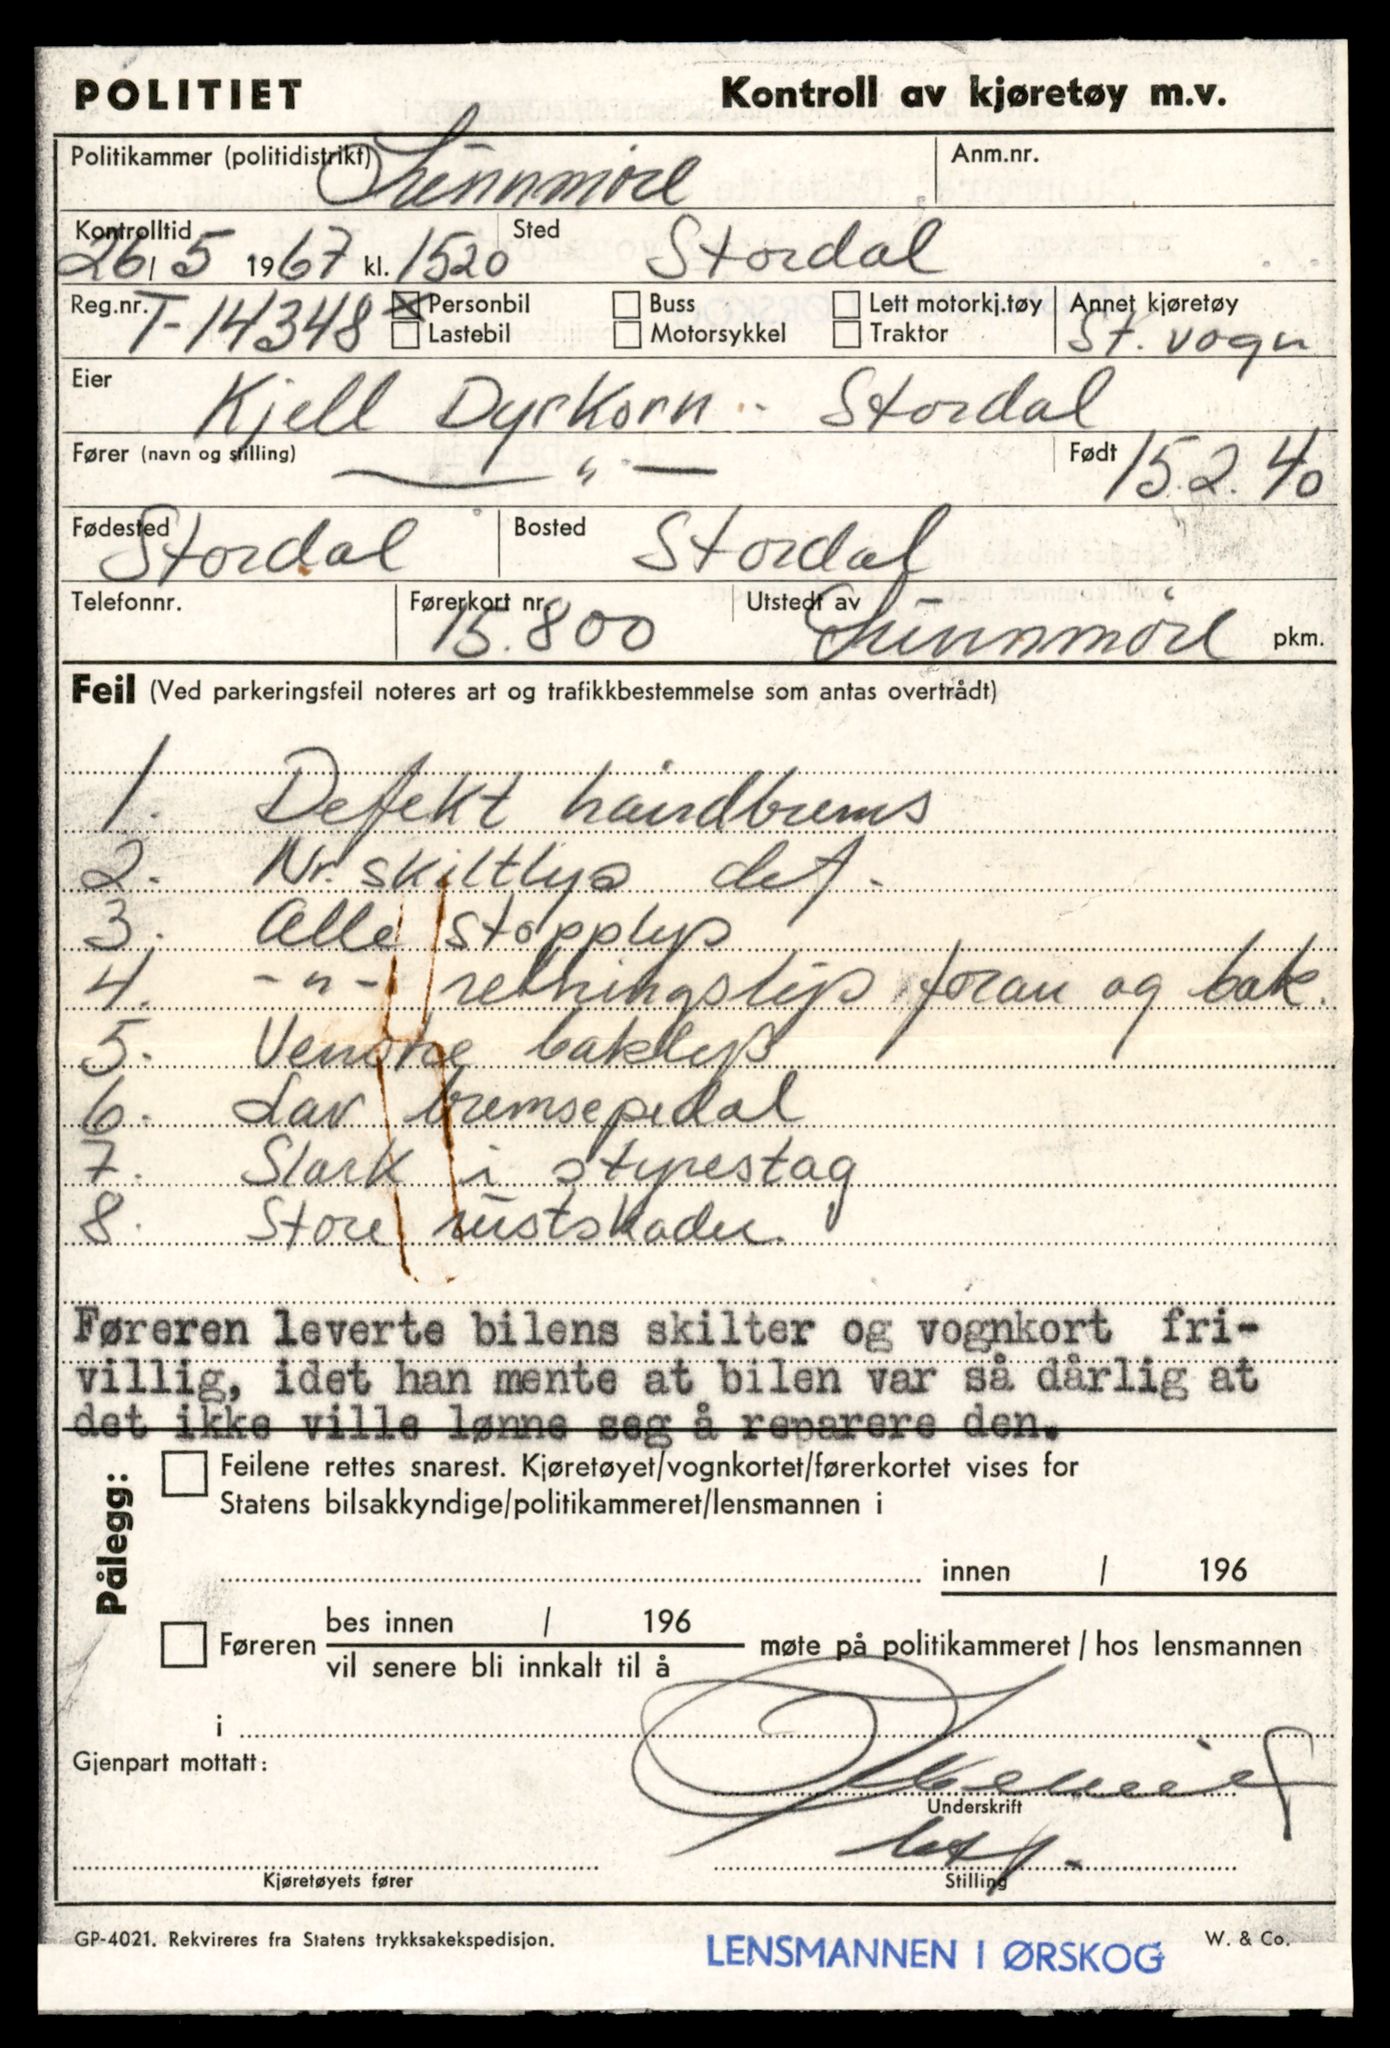 POLITIET Kontroll av kjøretøy m.v.
Politikammer (politidistrikt) Sunnmöre Anm.nr.
Kontrolltid 26/5 1967 kl. 1520 Sted Stordal
Reg.nr. T-14348 ☒ Personbil ☐ Buss ☐ Lett motorkj.tøy Annet kjøretøy
☐ Lastebil ☐ Motorsykkel ☐ Traktor St. vogn
Eier Kjell Dyrkorn - Stordal
Fører (navn og stilling) — " — Født 15.2.40
Fødested Stordal Bosted Stordal
Telefonnr. Førerkort nr. 15.800 Utstedt av Sunnmöre pkm.
Feil (Ved parkeringsfeil noteres art og trafikkbestemmelse som antas overtrådt)
1. Defekt håndbrems
2. Nr. skiltlys def.
3. Alle stopplys
4. -"- retningslys foran og bak.
5. Venstre baklys
6. Lav bremsepedal
7. Slark i styrestag
8. Store rustskader.
Føreren leverte bilens skilter og vognkort fri-
villig, idet han mente at bilen var så dårlig at
det ikke ville lønne seg å reparere den.
Pålegg:
☐ Feilene rettes snarest. Kjøretøyet/vognkortet/førerkortet vises for
Statens bilsakkyndige/politikammeret/lensmannen i
innen / 196
bes innen / 196
☐ Føreren møte på politikammeret / hos lensmannen
vil senere bli innkalt til å
i
Gjenpart mottatt:
Underskrift
Kjøretøyets fører Stilling
GP-4021. Rekvireres fra Statens trykksakekspedisjon. W. & Co.
LENSMANNEN I ØRSKOG